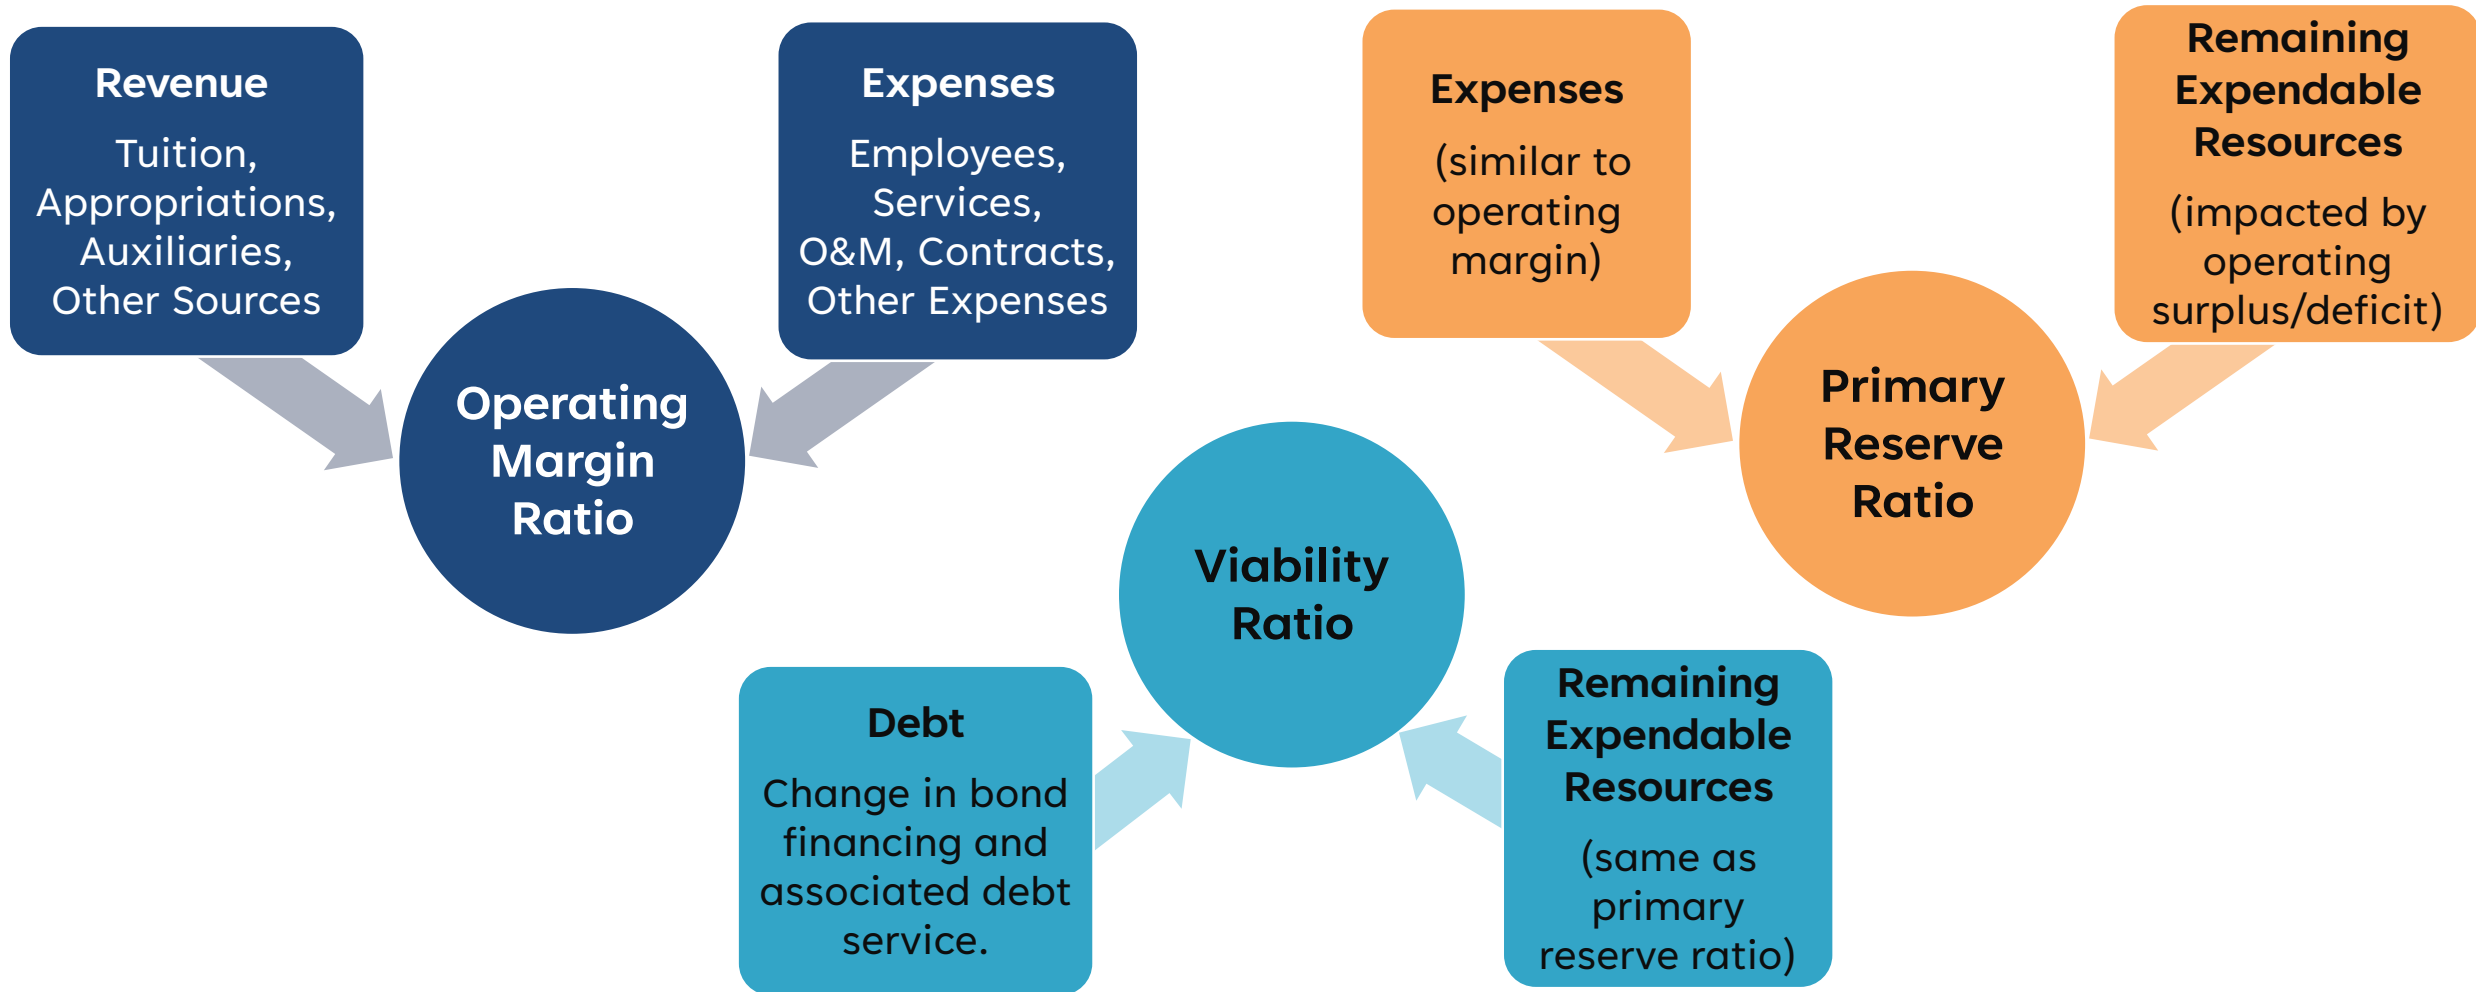 Revenue
Tuition,
Appropriations,
Auxiliaries,
Other Sources
Expenses
Employees,
Services,
O&M, Contracts,
Other Expenses
Operating
Margin
Ratio
Expenses
(similar to
operating
margin)
Remaining
Expendable
Resources
(impacted by
operating
surplus/deficit)
Primary
Reserve
Ratio
Viability
Ratio
Debt
Change in bond
financing and
associated debt
service.
Remaining
Expendable
Resources
(same as
primary
reserve ratio)